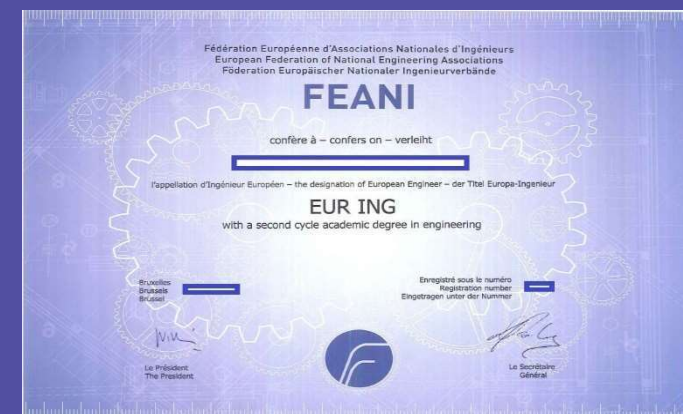 Fédération Européenne d'Associations Nationales d'Ingénieurs
European Federation of National Engineering Associations
Föderation Europäischer Nationaler Ingenieurverbände
FEANI
confère à – confers on – verleiht
l'appellation d'Ingénieur Européen – the designation of European Engineer – der Titel Europa-Ingenieur
EUR ING
with a second cycle academic degree in engineering
Bruxelles
Brussels
Brüssel
Enregistré sous le numéro
Registration number
Eingetragen unter der Nummer
Le Président
The President
Le Secrétaire
Général